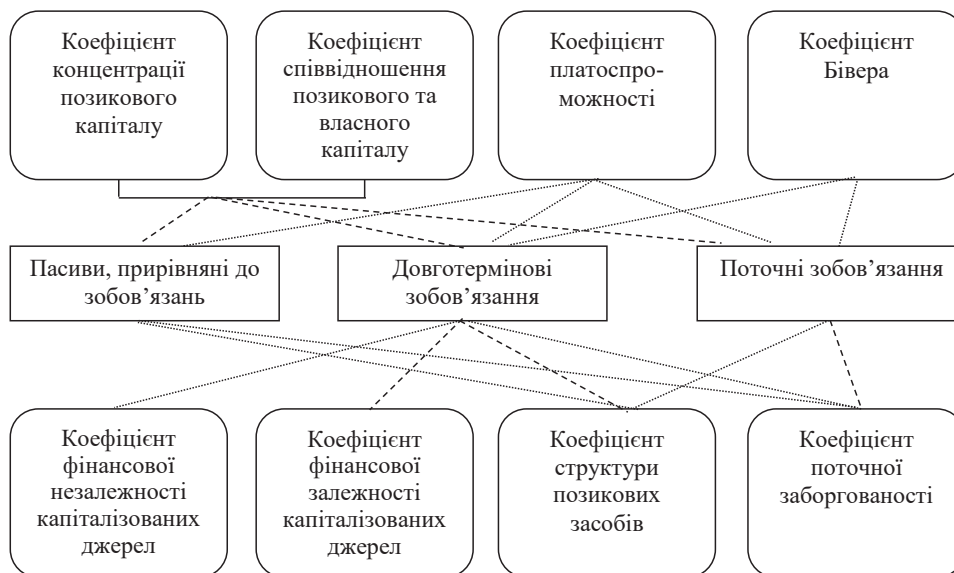 Коефіцієнт
концентрації
позикового
капіталу
Коефіцієнт
співвідношення
позикового та
власного
капіталу
Коефіцієнт
платоспро-
можності
Коефіцієнт
Бівера
Пасиви, прирівняні до
зобов’язань
Довготермінові
зобов’язання
Поточні зобов’язання
Коефіцієнт
фінансової
незалежності
капіталізованих
джерел
Коефіцієнт
фінансової
залежності
капіталізованих
джерел
Коефіцієнт
структури
позикових
засобів
Коефіцієнт
поточної
заборгованості